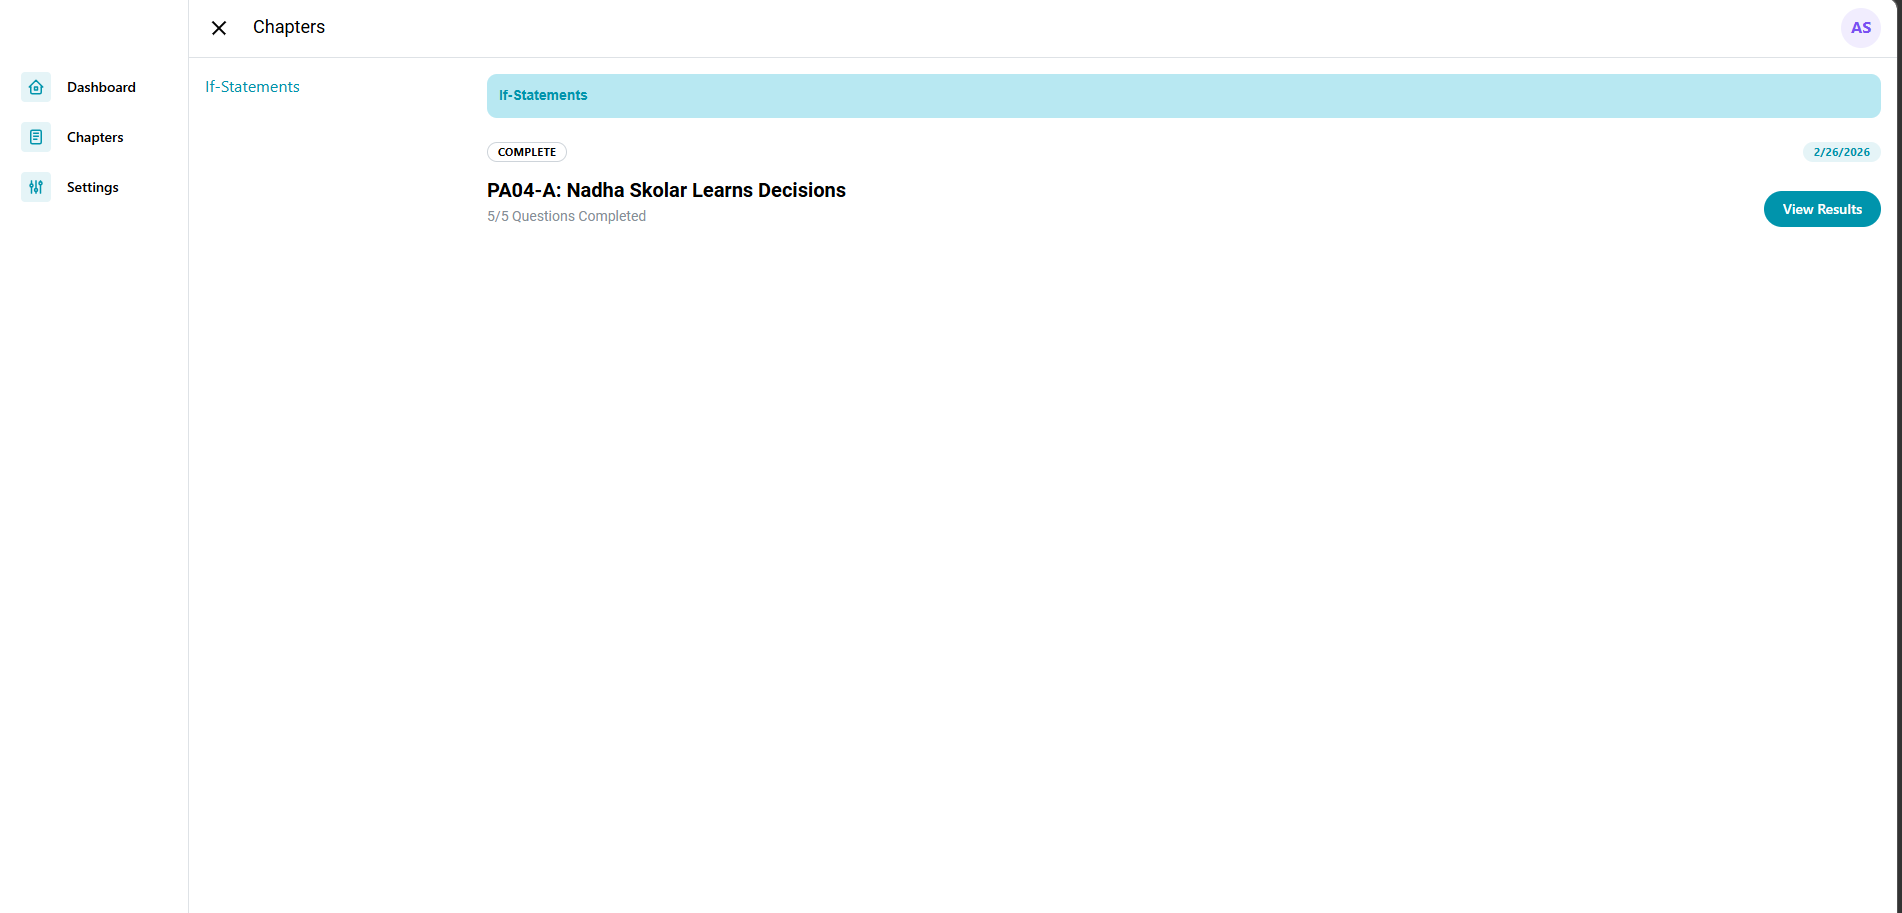 Chapters
AS
Dashboard
Chapters
Settings
If-Statements
If-Statements
COMPLETE
2/26/2026
PA04-A: Nadha Skolar Learns Decisions
5/5 Questions Completed
View Results